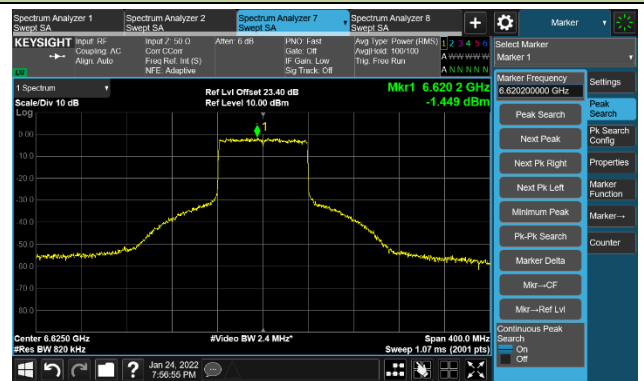 Spectrum Analyzer 1
Swept SA
Spectrum Analyzer 2
Swept SA
Spectrum Analyzer 7
Swept SA
Spectrum Analyzer 8
Swept SA
+
Marker
KEYSIGHT
Input: RF
Coupling: AC
Align: Auto
Input Z: 50 Ω
Corr CCorr
Freq Ref: Int (S)
NFE: Adaptive
Atten: 6 dB
PNO: Fast
Gate: Off
IF Gain: Low
Sig Track: Off
Avg Type: Power (RMS)
Avg|Hold: 100/100
Trig: Free Run
1 2 3 4 5 6
A W W W W W
A N N N N N
Select Marker
Marker 1
Marker Frequency
6.620200000 GHz
Settings
Peak Search
Next Peak
Next Pk Right
Next Pk Left
Minimum Peak
Pk-Pk Search
Marker Delta
Mkr→CF
Mkr→Ref Lvl
Continuous Peak
Search
On
Off
Peak
Search
Pk Search
Config
Properties
Marker
Function
Marker→
Counter
1 Spectrum
Scale/Div 10 dB
Log
Ref Lvl Offset 23.40 dB
Ref Level 10.00 dBm
Mkr1 6.620 2 GHz
-1.449 dBm
1
0.00
-10.0
-20.0
-30.0
-40.0
-50.0
-60.0
-70.0
-80.0
Center 6.6250 GHz
#Res BW 820 kHz
#Video BW 2.4 MHz*
Span 400.0 MHz
Sweep 1.07 ms (2001 pts)
?
Jan 24, 2022
7:56:55 PM